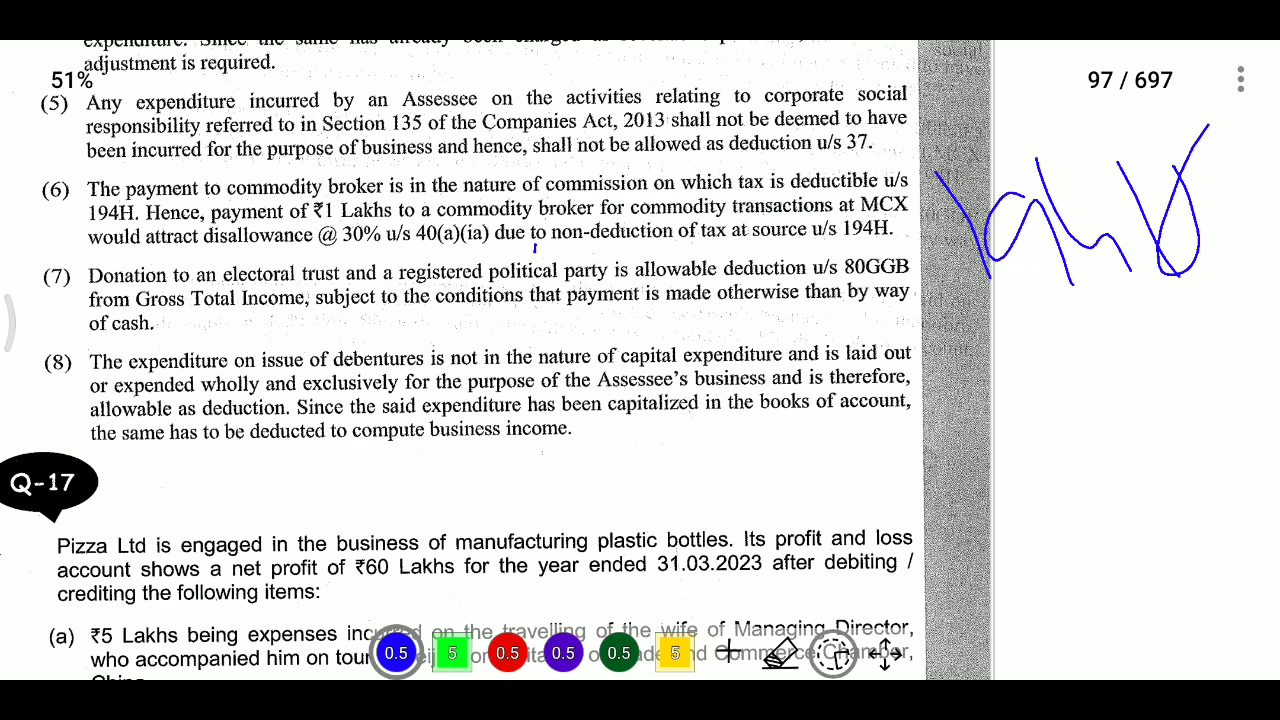 adjustment is required.
51%
97 / 697
(5) Any expenditure incurred by an Assessee on the activities relating to corporate social
responsibility referred to in Section 135 of the Companies Act, 2013 shall not be deemed to have
been incurred for the purpose of business and hence, shall not be allowed as deduction u/s 37.
(6) The payment to commodity broker is in the nature of commission on which tax is deductible u/s
194H. Hence, payment of ₹1 Lakhs to a commodity broker for commodity transactions at MCX
would attract disallowance @ 30% u/s 40(a)(ia) due to non-deduction of tax at source u/s 194H.
(7) Donation to an electoral trust and a registered political party is allowable deduction u/s 80GGB
from Gross Total Income, subject to the conditions that payment is made otherwise than by way
of cash.
(8) The expenditure on issue of debentures is not in the nature of capital expenditure and is laid out
or expended wholly and exclusively for the purpose of the Assessee's business and is therefore,
allowable as deduction. Since the said expenditure has been capitalized in the books of account,
the same has to be deducted to compute business income.
Q-17
Pizza Ltd is engaged in the business of manufacturing plastic bottles. Its profit and loss
account shows a net profit of ₹60 Lakhs for the year ended 31.03.2023 after debiting /
crediting the following items:
(a) ₹5 Lakhs being expenses incurred on the travelling of the wife of Managing Director,
who accompanied him on tour Commerce Chamber,
0.5 5 0.5 0.5 0.5 5